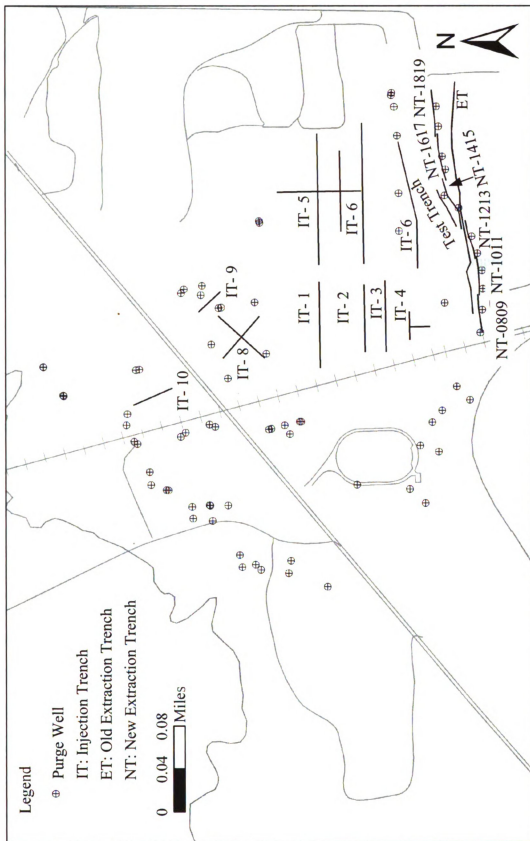 Legend
Purge Well
IT: Injection Trench
ET: Old Extraction Trench
NT: New Extraction Trench
0 0.04 0.08
Miles
IT- 10
IT- 9
IT- 8
IT- 1
IT- 2
IT- 3
IT- 4
IT- 5
IT- 6
IT- 6
Test Trench
NT-0809
NT-1011
NT-1213
NT-1415
NT-1617
NT-1819
ET
N